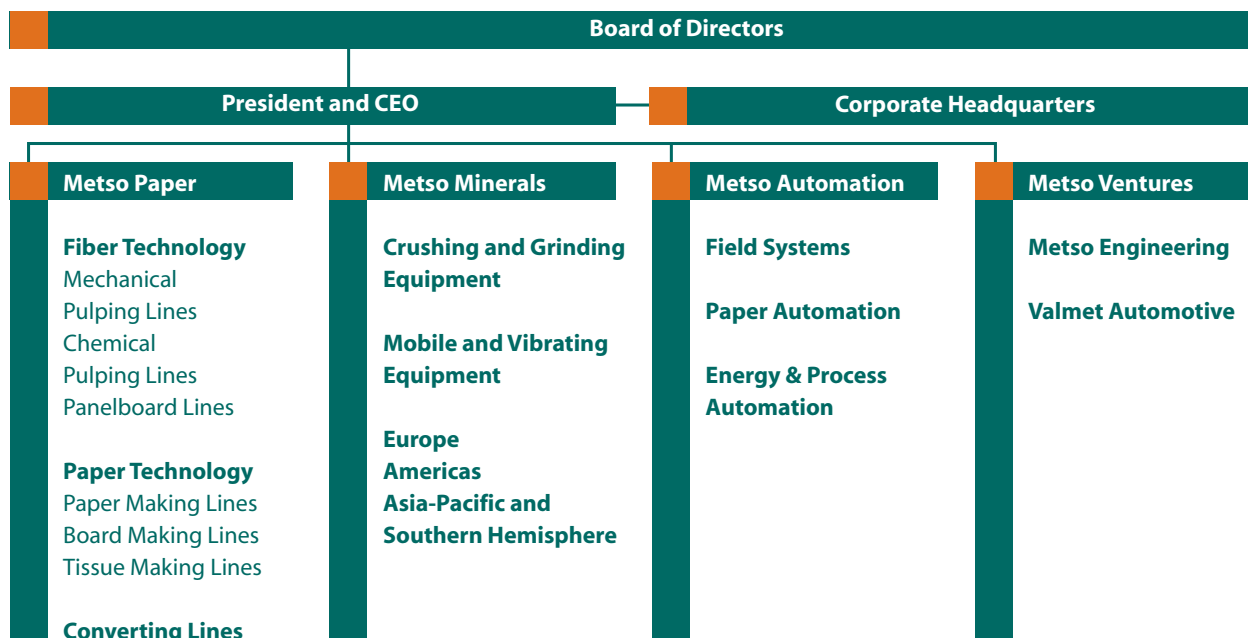 Board of Directors
President and CEO
Corporate Headquarters
Metso Paper
Fiber Technology
Mechanical
Pulping Lines
Chemical
Pulping Lines
Panelboard Lines
Paper Technology
Paper Making Lines
Board Making Lines
Tissue Making Lines
Converting Lines
Metso Minerals
Crushing and Grinding
Equipment
Mobile and Vibrating
Equipment
Europe
Americas
Asia-Pacific and
Southern Hemisphere
Metso Automation
Field Systems
Paper Automation
Energy & Process
Automation
Metso Ventures
Metso Engineering
Valmet Automotive